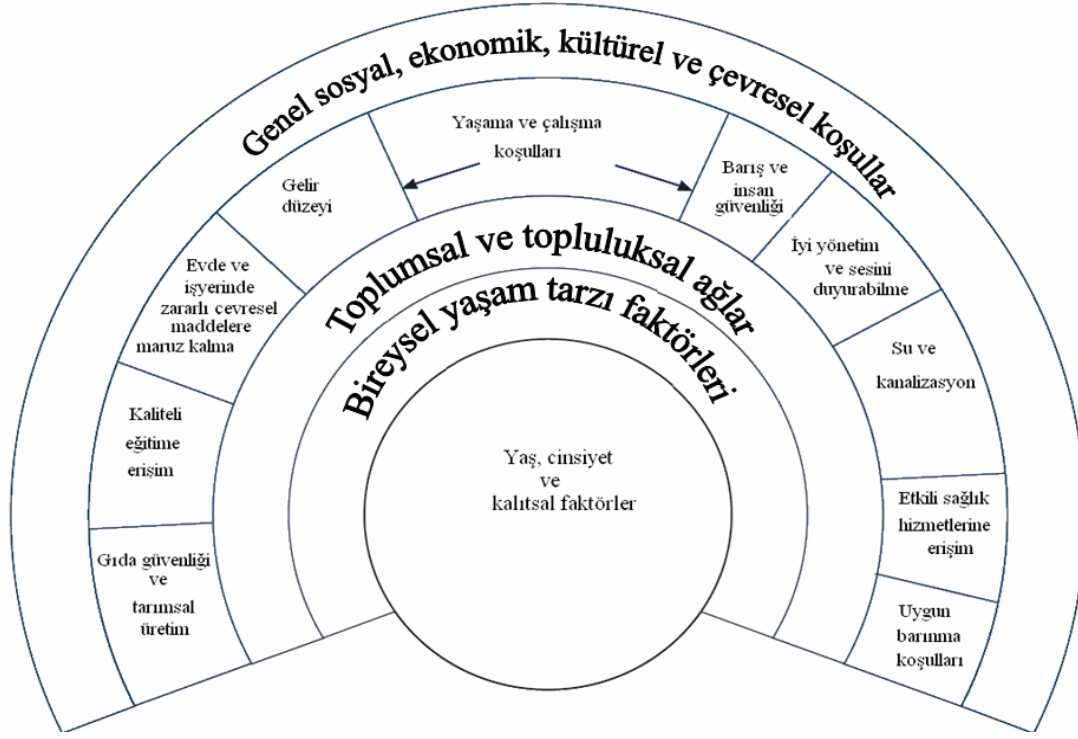 Genel sosyal, ekonomik, kültürel ve çevresel koşullar
Yaşama ve çalışma
koşulları
Gelir
düzeyi
Barış ve
insan
güvenliği
Evde ve
işyerinde
zararlı cevresel
maddelere
maruz kalma
İyi yönetim
ve sesini
duyurabilme
Toplumsal ve topluluksal ağlar
Bireysel yaşam tarzı faktörleri
Su ve
kanalizasyon
Kaliteli
eğitime
erişim
Yaş, cinsiyet
ve
kalıtsal faktörler
Etkili sağlık
hizmetlerine
erişim
Gıda güvenliği
ve
tarımsal
üretim
Uygun
barınma
koşulları